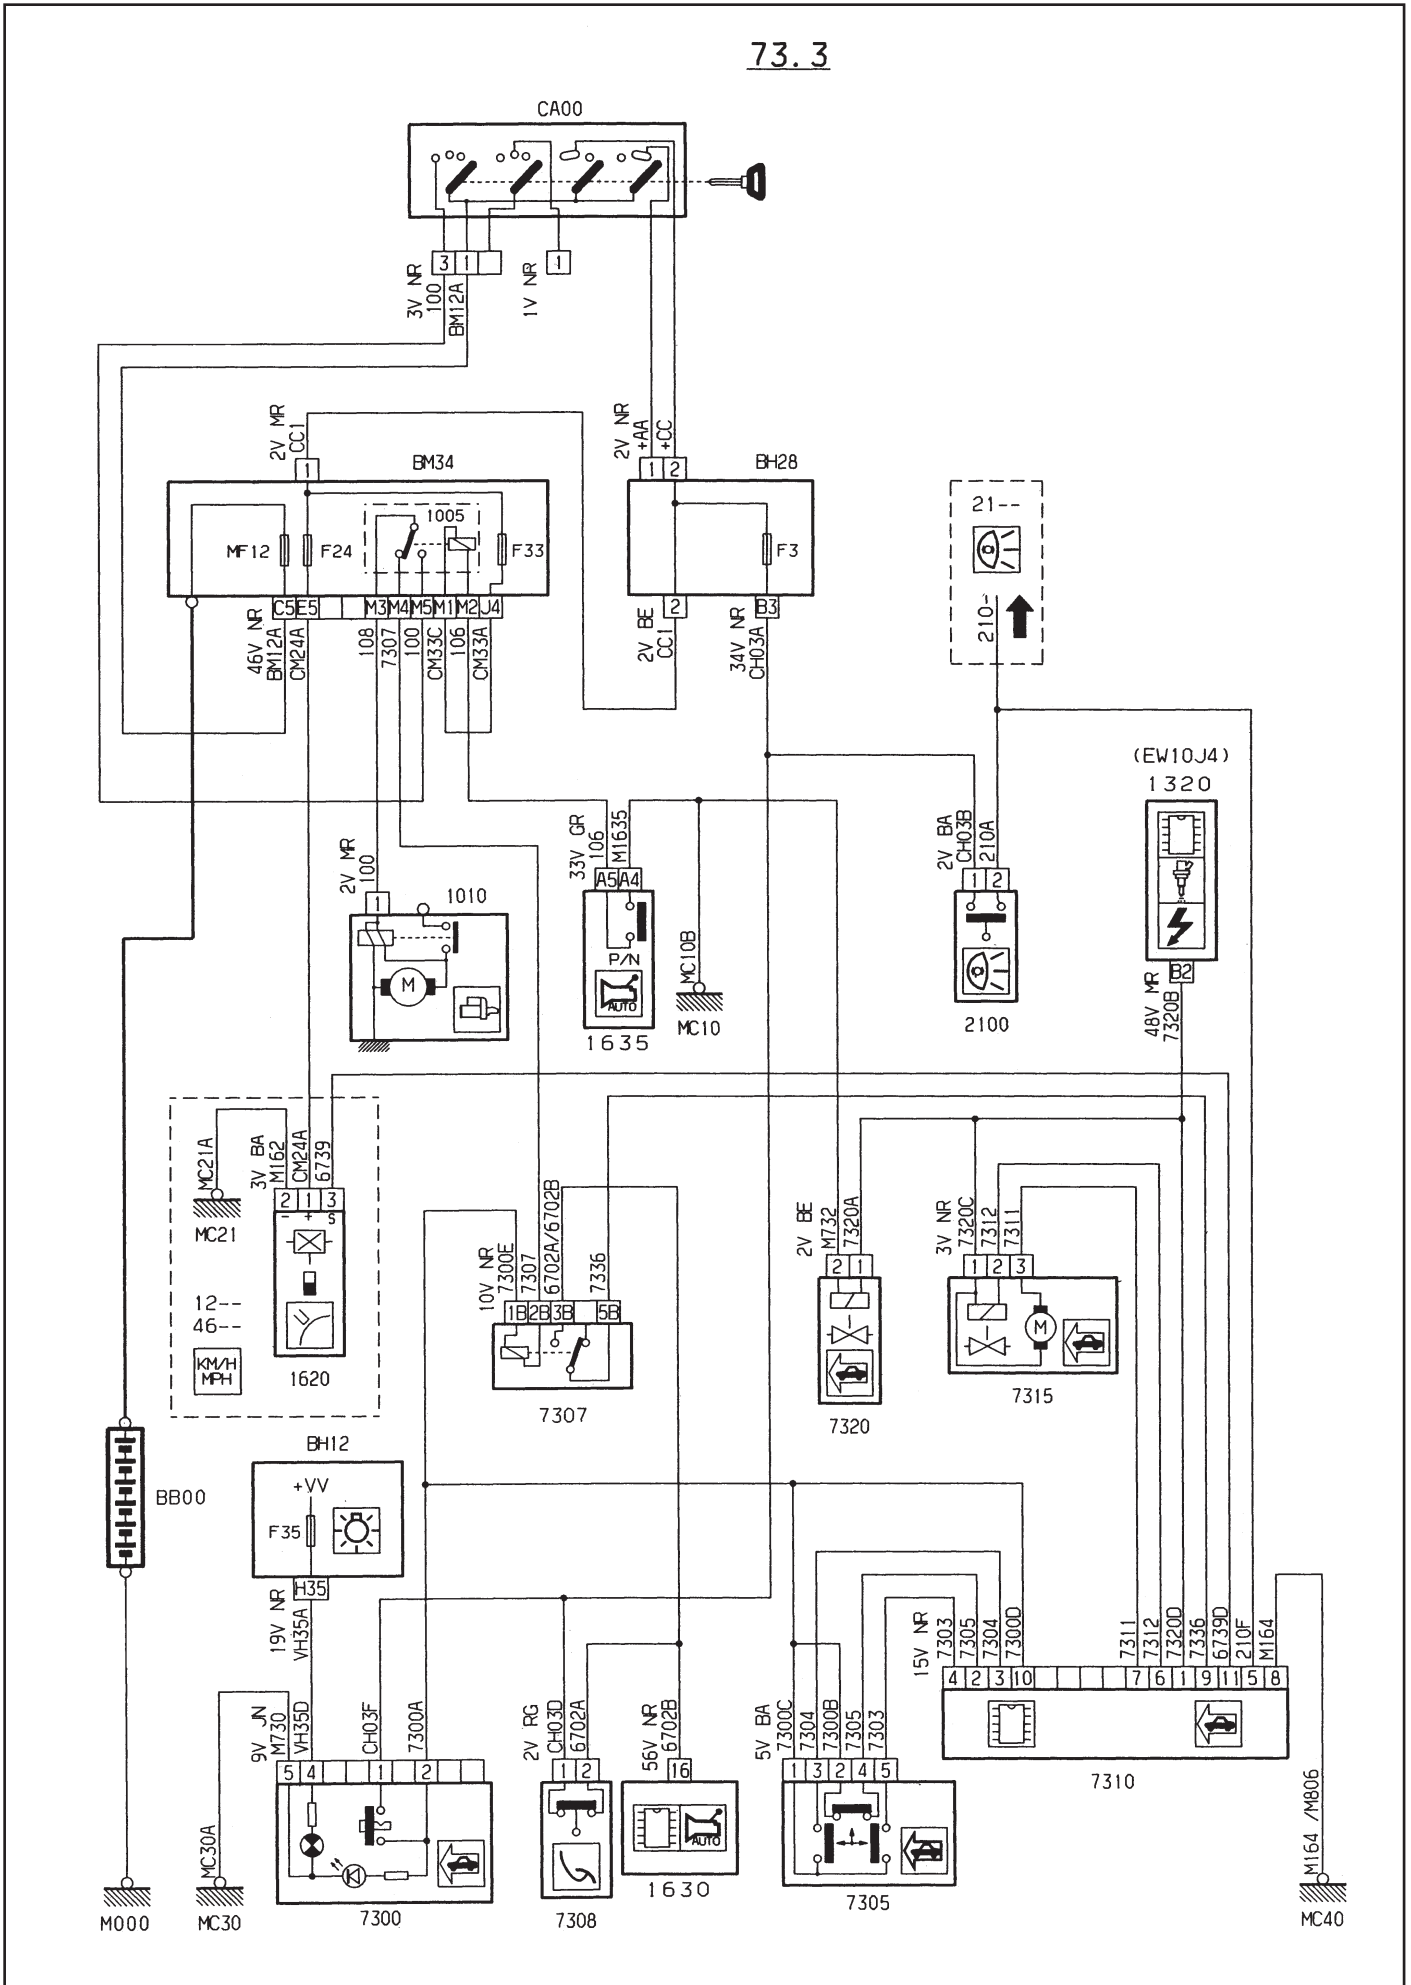 73.3
CA00
3 1
1
3V NR
100
BM12A
1V NR
2V MR
CC1
1
BM34
2V NR
+AA
+CC
1 2
BH28
MF12
F24
1005
F33
F3
C5 E5 M3 M4 M5 M1 M2 J4
46V NR
BM12A
CM24A
108
7307
100
CM33C
106
CM33A
2
2V BE
CC1
B3
34V NR
CH03A
21--
210-
(EW10J4)
1320
B2
48V MR
7320B
2V MR
100
1
1010
M
33V GR
106
M1635
A5 A4
P/N
AUTO
1635
MC10B
MC10
2V BA
CH03B
210A
1 2
2100
MC21A
MC21
3V BA
M162
CM24A
6739
2 1 3
- + S
12--
46--
KM/H
MPH
1620
10V NR
7300E
7307
6702A/6702B
7336
1B 2B 3B 5B
7307
2V BE
M732
7320A
2 1
7320
3V NR
7320C
7312
7311
1 2 3
M
7315
BB00
BH12
+VV
F35
H35
19V NR
VH35A
M000
MC30A
MC30
9V JN
M730
VH35D
CH03F
7300A
5 4 1 2
7300
2V RG
CH03D
6702A
1 2
7308
56V NR
6702B
16
AUTO
1630
5V BA
7300C
7304
7300B
7305
7303
1 3 2 4 5
7305
15V NR
7303
7305
7304
7300D
7311
7312
7320D
7336
6739D
210F
M164
4 2 3 10 7 6 1 9 11 5 8
7310
M164 /M806
MC40